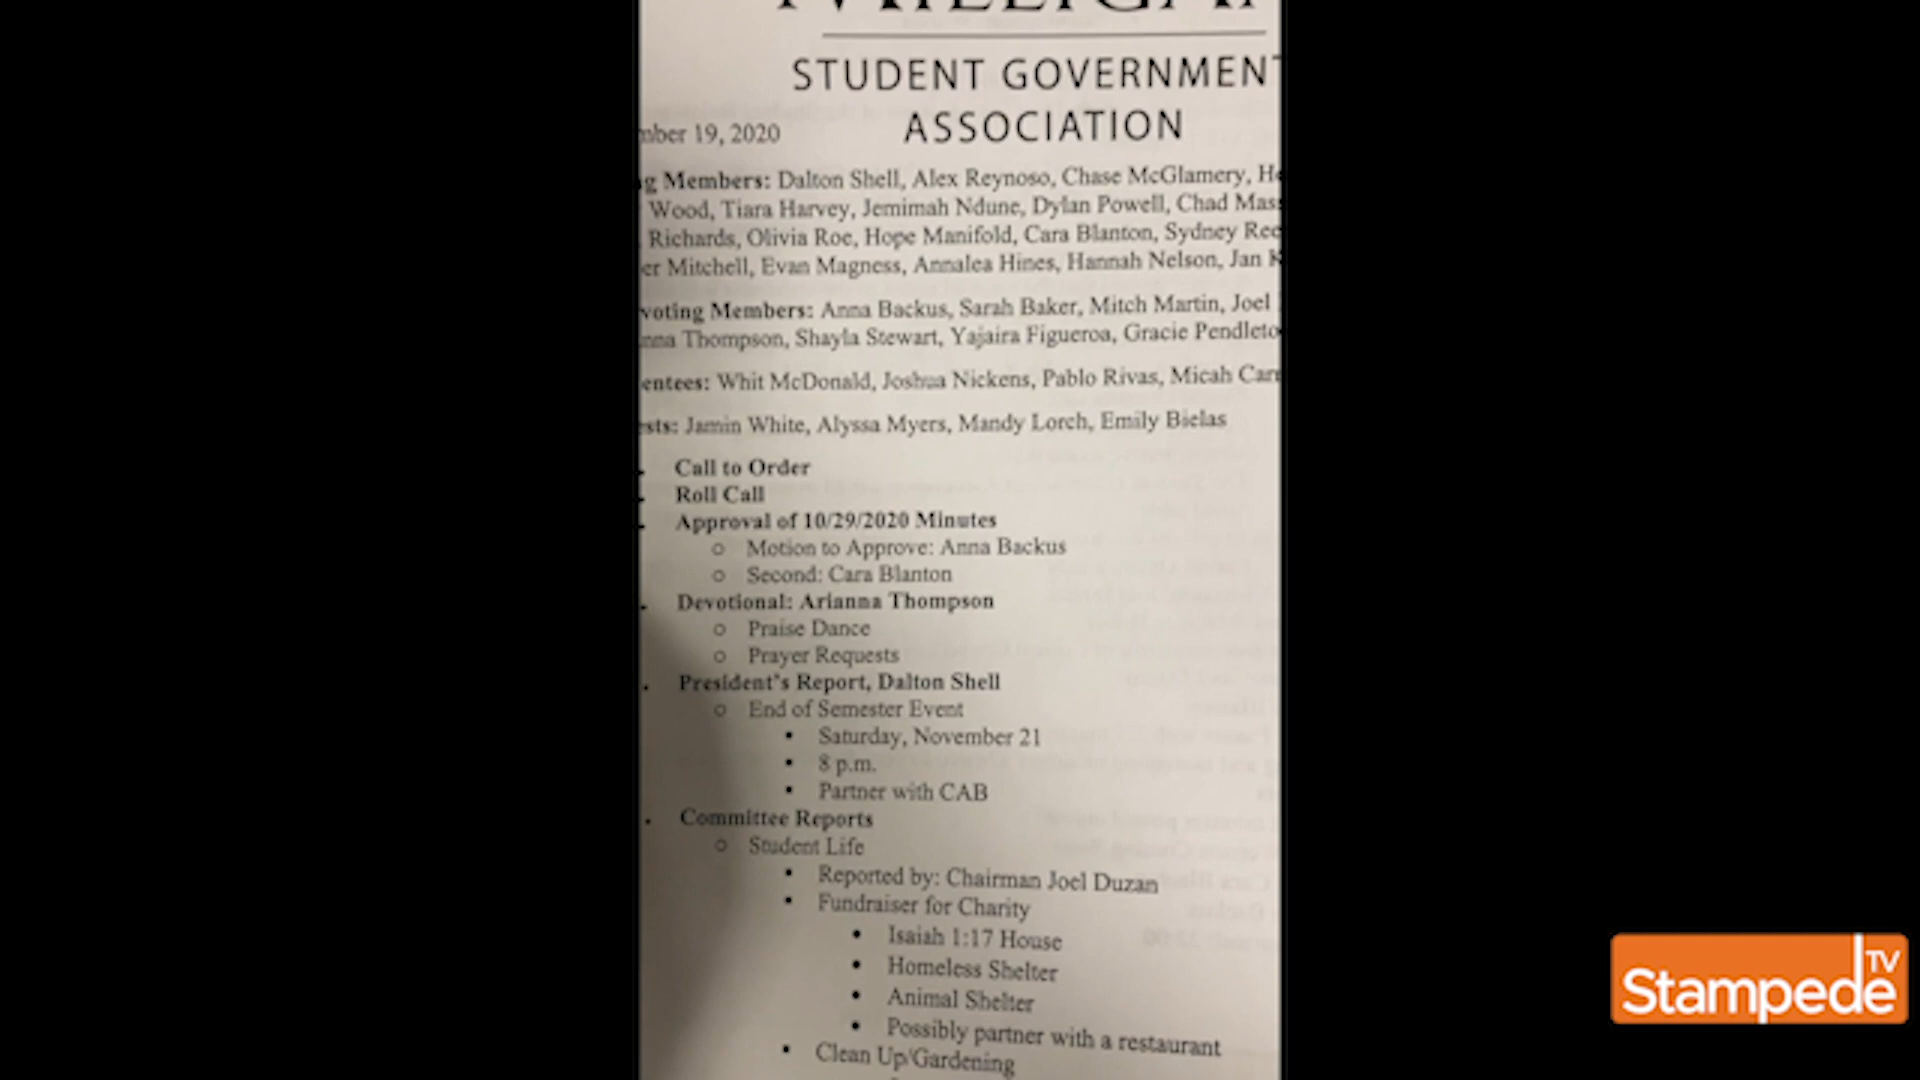 STUDENT GOVERNMENT
ASSOCIATION
19, 2020
Members: Dalton Shell, Alex Reynoso, Chase McGlamery,
Wood, Tiara Harvey, Jemimah Ndune, Dylan Powell, Chad
Richards, Olivia Roe, Hope Manifold, Cara Blanton, Sydney
Mitchell, Evan Magness, Annalea Hines, Hannah Nelson, Jan
voting Members: Anna Backus, Sarah Baker, Mitch Martin, Joel
Thompson, Shayla Stewart, Yajaira Figueroa, Gracie
Whit McDonald, Joshua Nickens, Pablo Rivas, Micah
Jamin White, Alyssa Myers, Mandy Lorch, Emily Bielas
Call to Order
Roll Call
Approval of 10/29/2020 Minutes
Motion to Approve: Anna Backus
Second: Cara Blanton
Devotional: Arianna Thompson
Praise Dance
Prayer Requests
President's Report, Dalton Shell
End of Semester Event
Saturday, November 21
8 p.m.
Partner with CAB
Committee Reports
Student Life
Reported by: Chairman Joel Duzan
Fundraiser for Charity
Isaiah 1:17 House
Homeless Shelter
Animal Shelter
Possibly partner with a restaurant
Clean Up/Gardening
Stampede TV